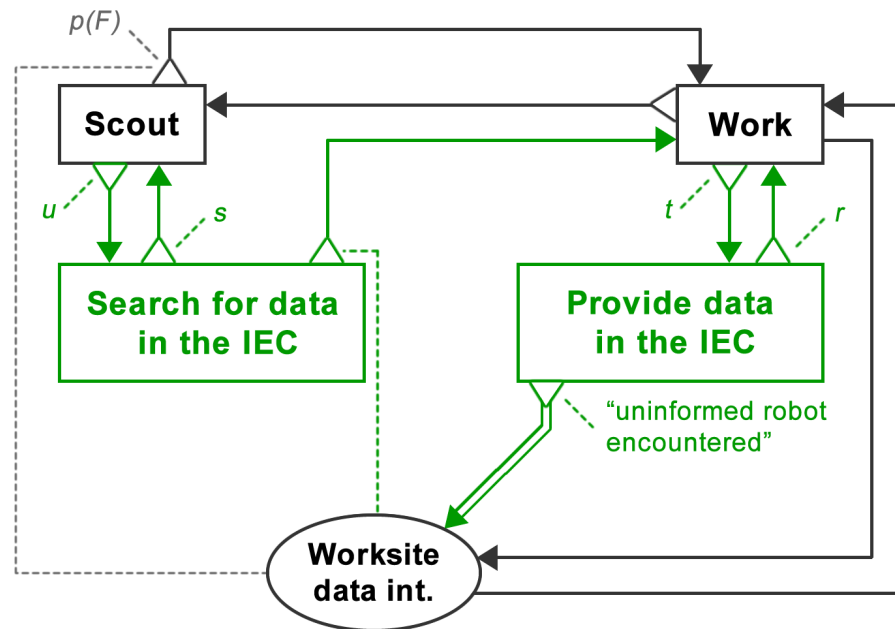 p(F)
Scout
Work
u
s
t
r
Search for data
in the IEC
Provide data
in the IEC
“uninformed robot
encountered”
Worksite
data int.